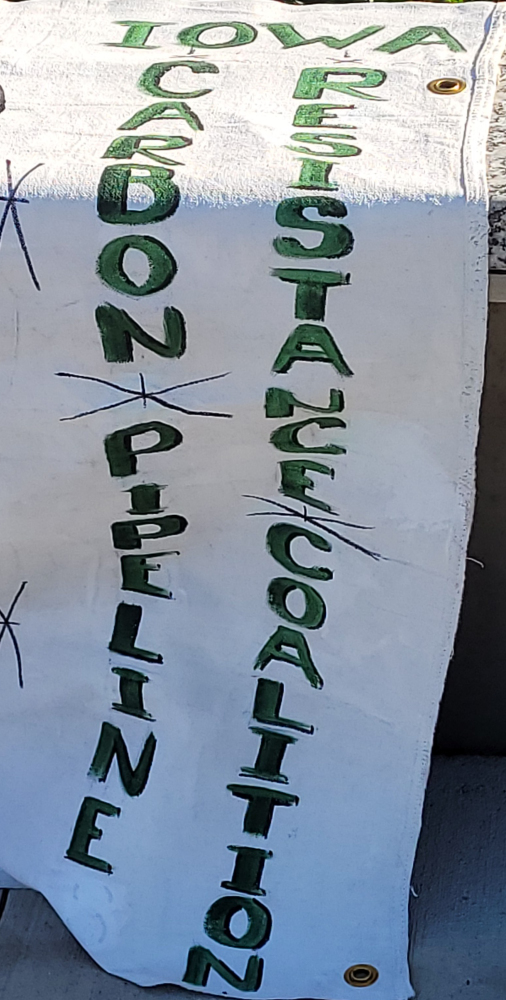 IOWA
CARBON PIPELINE
RESISTANCE COALITION